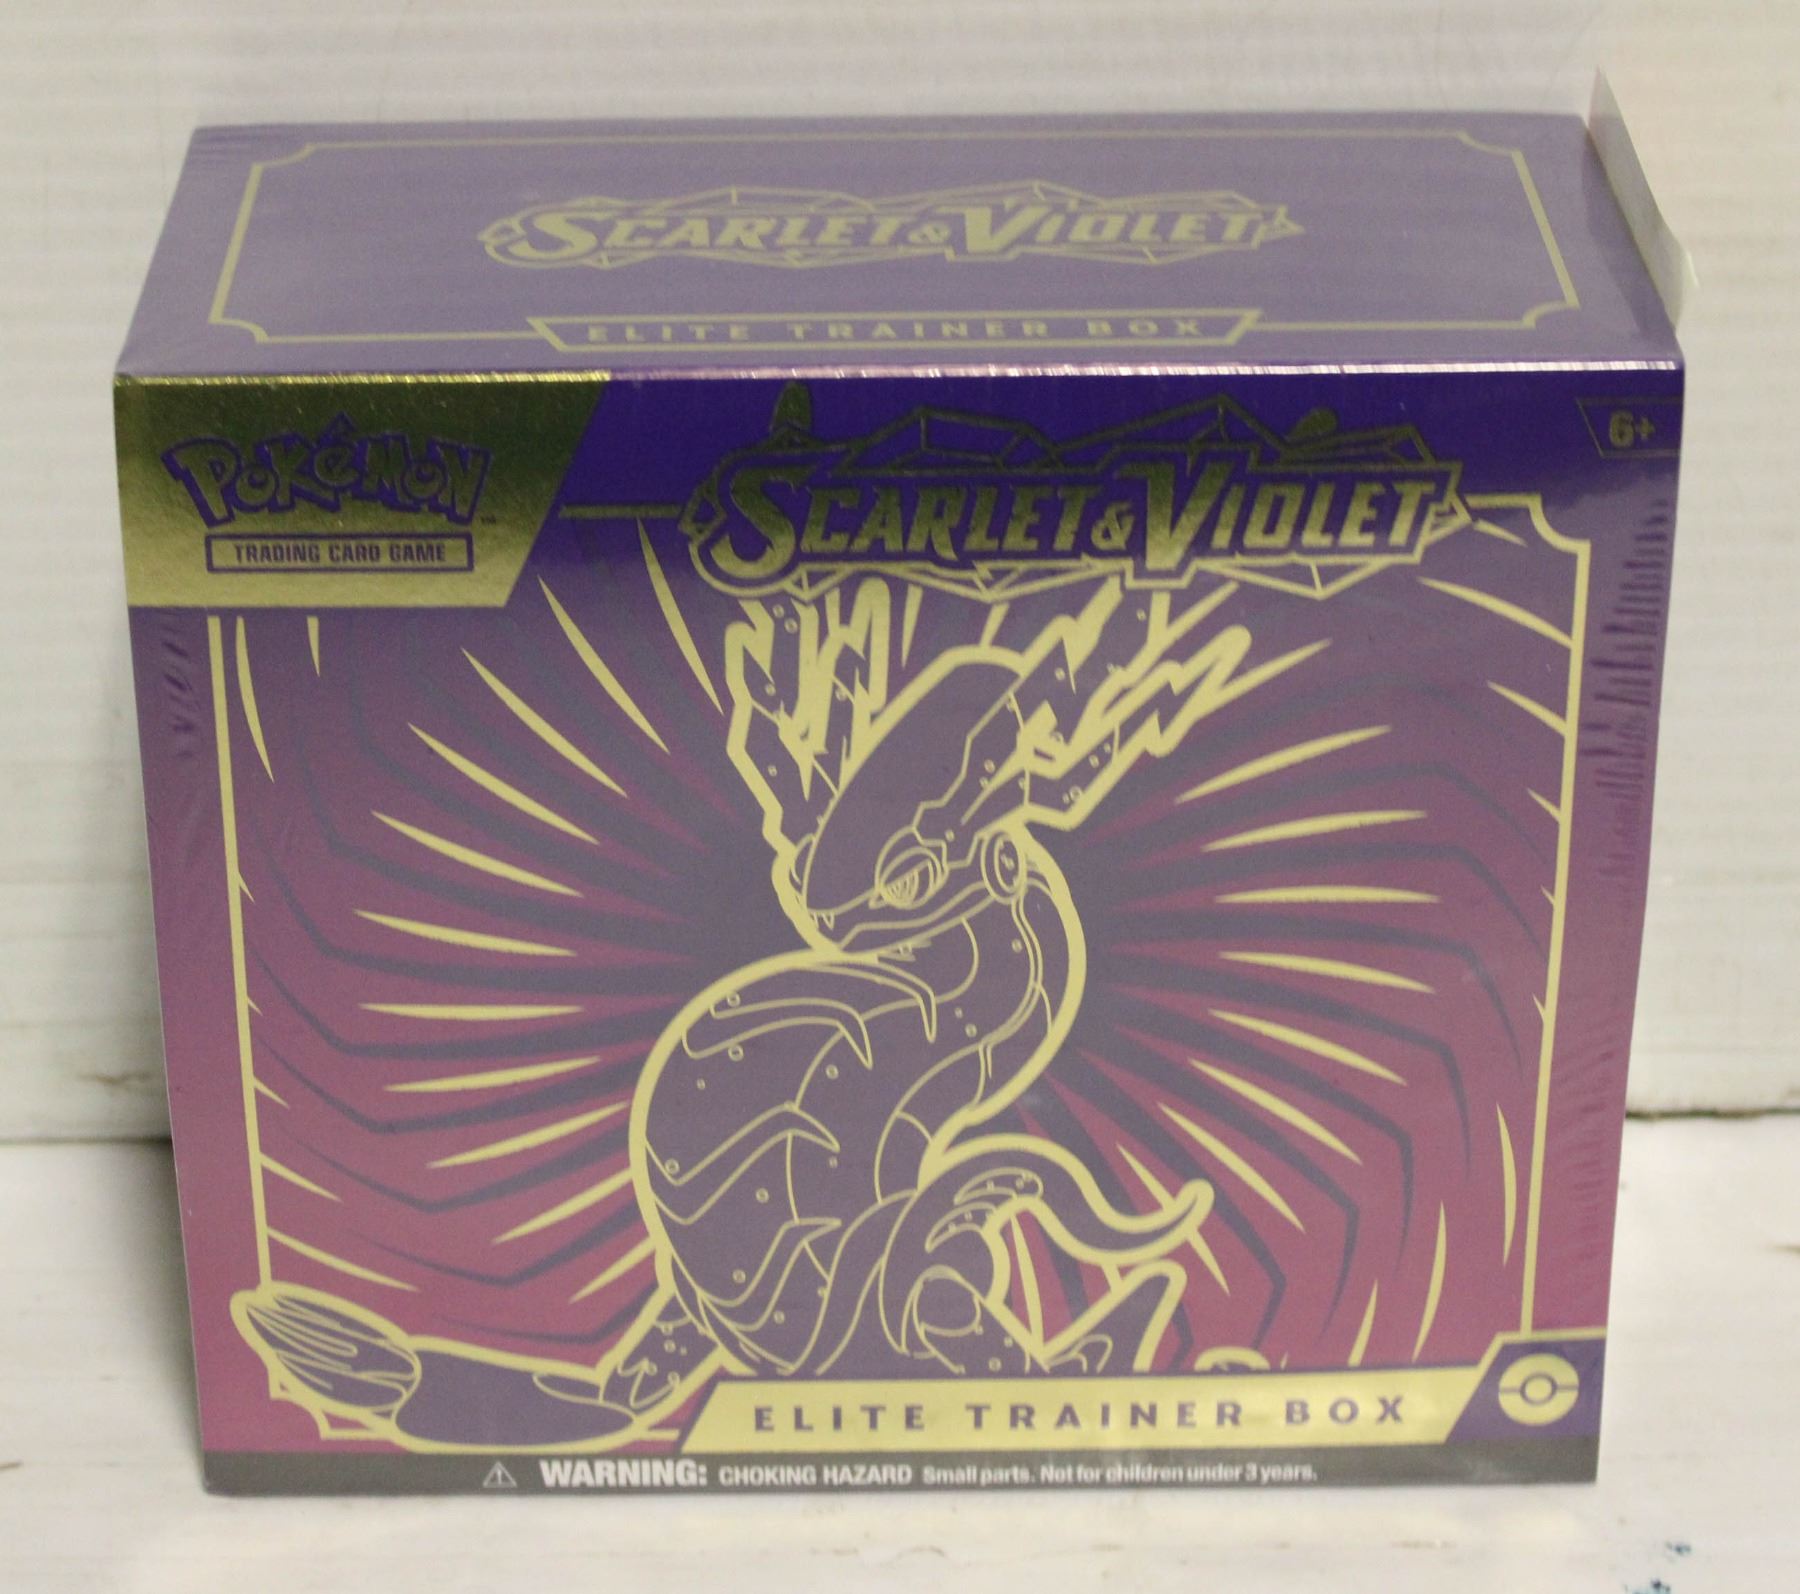 SCARLET & VIOLET
ELITE TRAINER BOX
POKéMON™
TRADING CARD GAME
SCARLET & VIOLET
6+
ELITE TRAINER BOX
⚠ WARNING: CHOKING HAZARD Small parts. Not for children under 3 years.